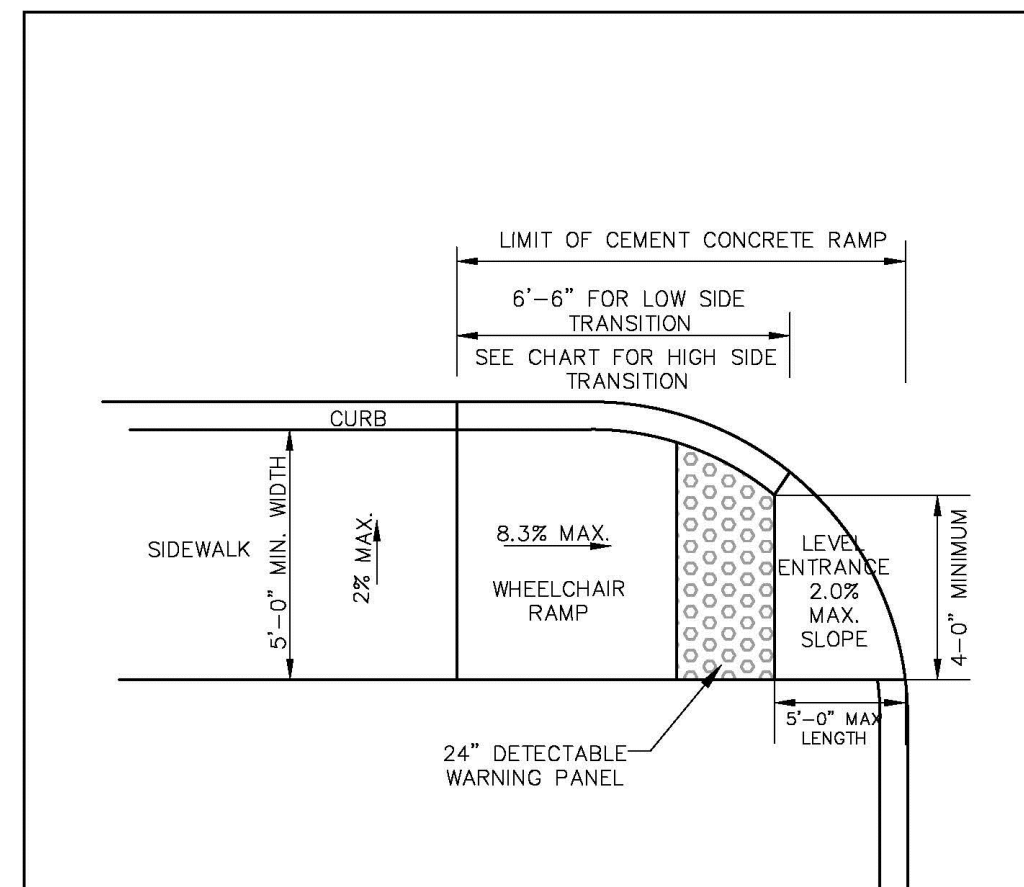 LIMIT OF CEMENT CONCRETE RAMP
6'-6" FOR LOW SIDE
TRANSITION
SEE CHART FOR HIGH SIDE
TRANSITION
CURB
SIDEWALK
5'-0" MIN. WIDTH
2% MAX.
8.3% MAX.
WHEELCHAIR
RAMP
LEVEL
ENTRANCE
2.0%
MAX.
SLOPE
4-0" MINIMUM
5'-0" MAX
LENGTH
24" DETECTABLE
WARNING PANEL